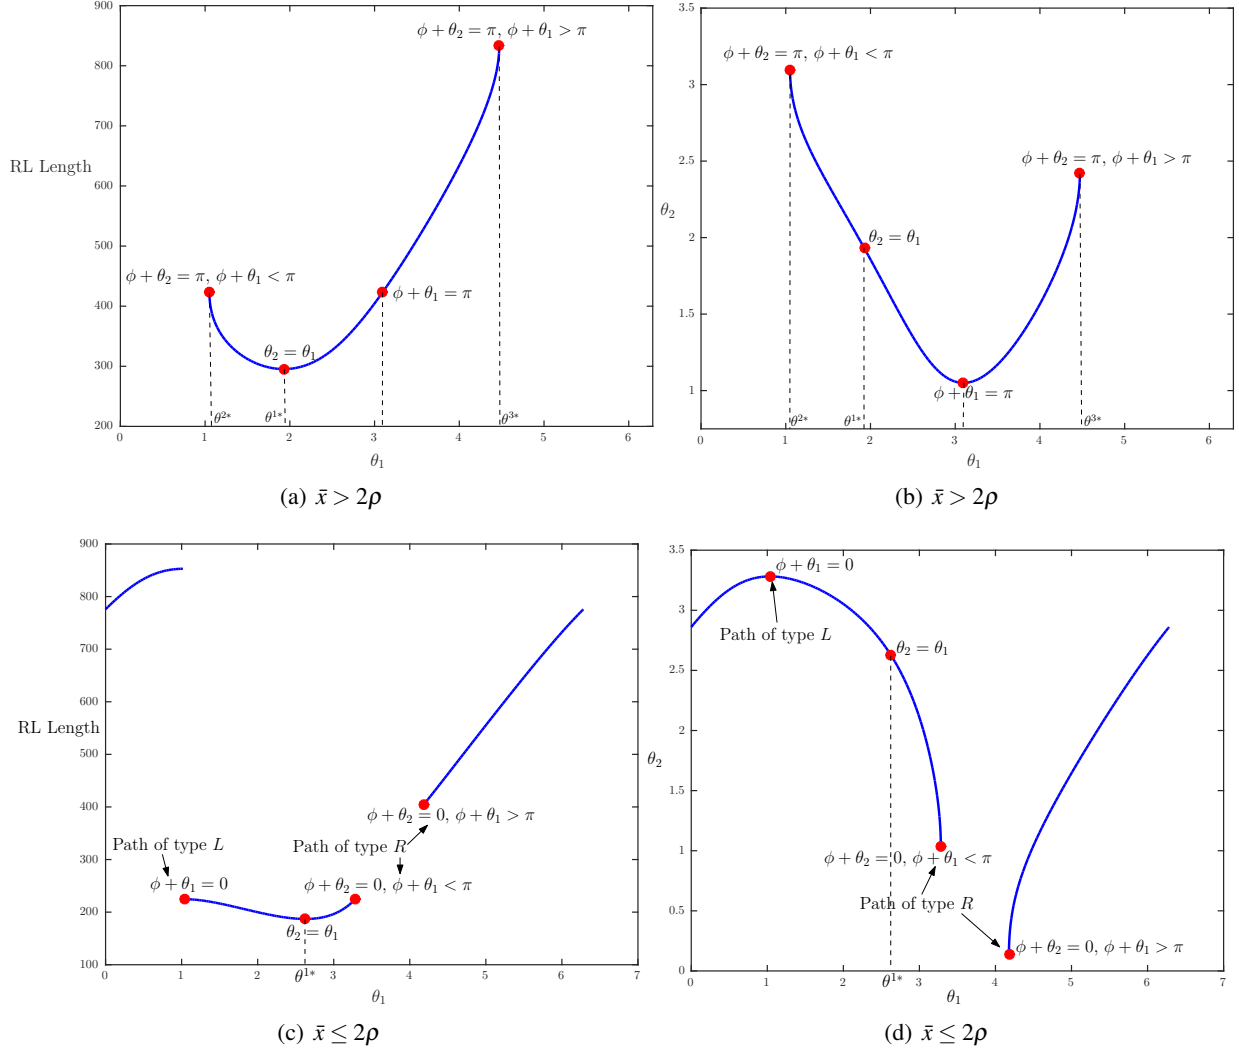 900
800
700
RL Length
600
500
400
300
200
0
1
2
3
4
5
6
θ₁
ϕ + θ₂ = π, ϕ + θ₁ > π
ϕ + θ₂ = π, ϕ + θ₁ < π
ϕ + θ₁ = π
θ₂ = θ₁
θ²*
θ¹*
θ³*
(a) x̄ > 2ρ
3.5
3
2.5
θ₂
2
1.5
1
0
1
2
3
4
5
6
θ₁
ϕ + θ₂ = π, ϕ + θ₁ < π
ϕ + θ₂ = π, ϕ + θ₁ > π
θ₂ = θ₁
ϕ + θ₁ = π
θ²*
θ¹*
θ³*
(b) x̄ > 2ρ
900
800
700
600
RL Length
500
400
300
200
100
0
1
2
3
4
5
6
7
θ₁
ϕ + θ₂ = 0, ϕ + θ₁ > π
Path of type L
Path of type R
ϕ + θ₁ = 0
ϕ + θ₂ = 0, ϕ + θ₁ < π
θ₂ = θ₁
θ¹*
(c) x̄ ≤ 2ρ
3.5
3
2.5
2
θ₂
1.5
1
0.5
0
0
1
2
3
4
5
6
7
θ₁
ϕ + θ₁ = 0
Path of type L
θ₂ = θ₁
ϕ + θ₂ = 0, ϕ + θ₁ < π
Path of type R
ϕ + θ₂ = 0, ϕ + θ₁ > π
θ¹*
(d) x̄ ≤ 2ρ